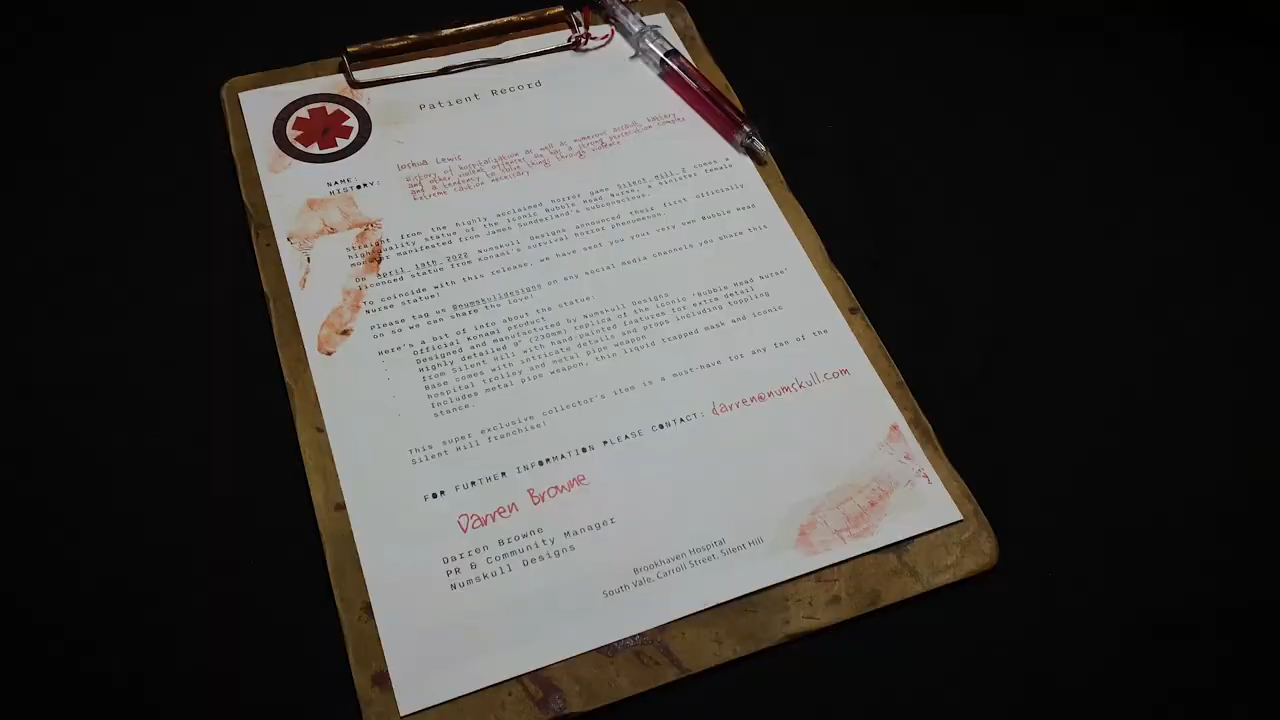 Patient Record
NAME: Joshua Lewis
HISTORY: History of hospitalization as well as numerous assault, battery
and other violent offenses. He has a strong persecution complex
and a tendency to solve things through violence
Extreme caution necessary
Straight from the highly acclaimed horror game Silent Hill 2 comes a
high-quality statue of the iconic Bubble Head Nurse, a sinister female
monster manifested from James Sunderland's subconscious.
On April 19th 2022 Numskull Designs announced their first officially
licenced statue from Konami's survival horror phenomenon.
To coincide with this release, we have sent you your very own Bubble Head
Nurse statue!
Please tag us @numskulldesigns on any social media channels you share this
on so we can share the love!
Here's a bit of info about the statue:
· Official Konami product
· Designed and manufactured by Numskull Designs
· Highly detailed 9" (230mm) replica of the iconic 'Bubble Head Nurse'
from Silent Hill with hand-painted features for extra detail
· Base comes with intricate details and props including toppling
hospital trolley and metal pipe weapon
· Includes metal pipe weapon, thin liquid trapped mask and iconic
stance.
This super exclusive collector's item is a must-have for any fan of the
Silent Hill franchise!
FOR FURTHER INFORMATION PLEASE CONTACT: darren@numskull.com
Darren Browne
Darren Browne
PR & Community Manager
Numskull Designs
Brookhaven Hospital
South Vale, Carroll Street, Silent Hill